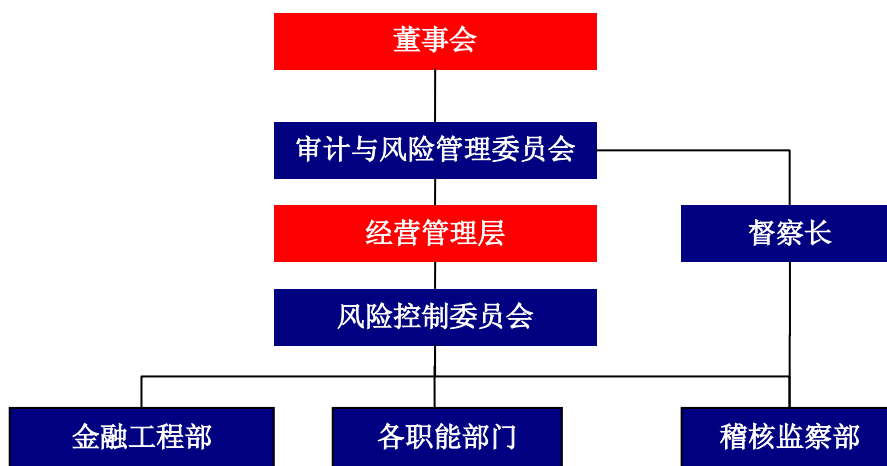 董事会
审计与风险管理委员会
经营管理层
督察长
风险控制委员会
金融工程部
各职能部门
稽核监察部